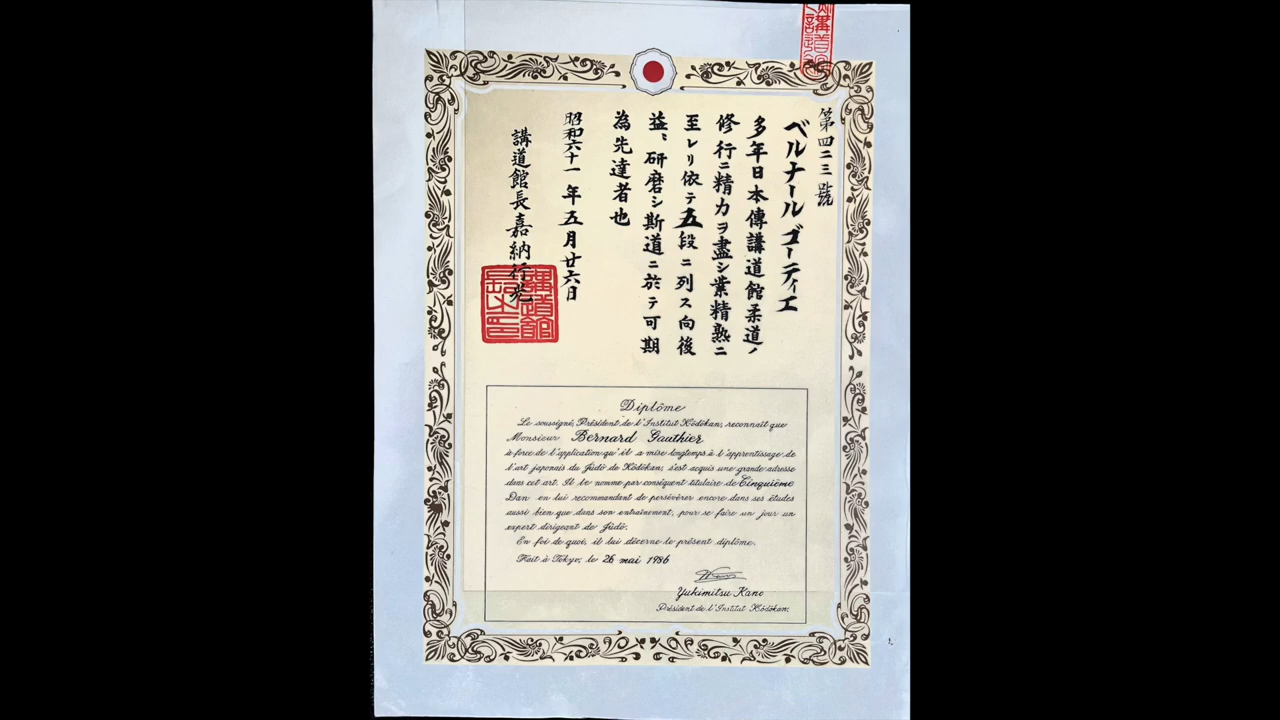 第四二三號
ベルナール ゴーティエ
多年日本傳講道館柔道ノ
修行ニ精力ヲ盡シ業精熟ニ
至レリ依テ五段ニ列ス向後
益〻研磨シ斯道ニ於テ可期
為先達者也
昭和六十一年五月廿六日
講道館長嘉納行光
講道館長之印
Diplôme
Le soussigné, Président de l'Institut Kôdôkan, reconnaît que
Monsieur Bernard Gauthier
à force de l'application qu'il a mise longtemps à l'apprentissage de
l'art japonais du Jûdô de Kôdôkan, s'est acquis une grande adresse
dans cet art. Il le nomme par conséquent titulaire de Cinquième
Dan en lui recommandant de persévérer encore dans ses études
aussi bien que dans son entraînement, pour se faire un jour un
expert dirigeant de Jûdô.
En foi de quoi, il lui décerne le présent diplôme.
Fait à Tokyo, le 26 mai 1986
Yukimitsu Kano
Président de l'Institut Kôdôkan.